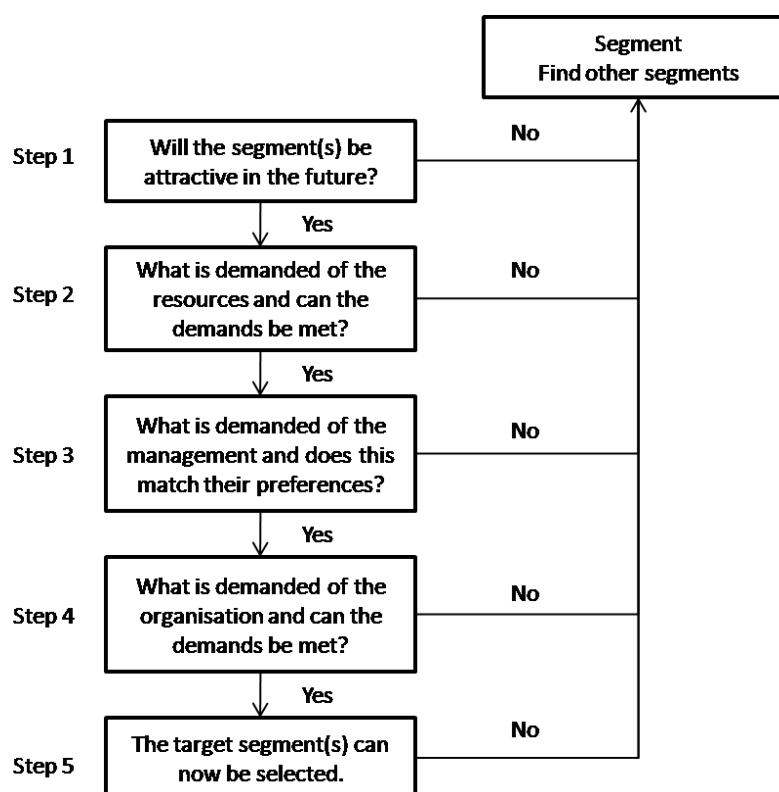 Segment
Find other segments
Step 1
Will the segment(s) be
attractive in the future?
No
Yes
Step 2
What is demanded of the
resources and can the
demands be met?
No
Yes
Step 3
What is demanded of the
management and does this
match their preferences?
No
Yes
Step 4
What is demanded of the
organisation and can the
demands be met?
No
Yes
Step 5
The target segment(s) can
now be selected.
No